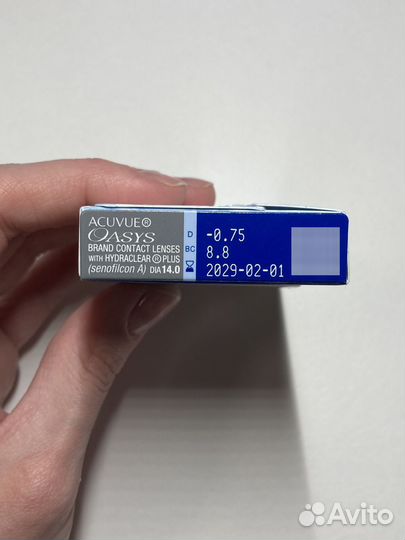 ACUVUE®
OASYS
BRAND CONTACT LENSES
WITH HYDRACLEAR ® PLUS
(senofilcon A) DIA 14.0
D -0.75
BC 8.8
2029-02-01
Avito